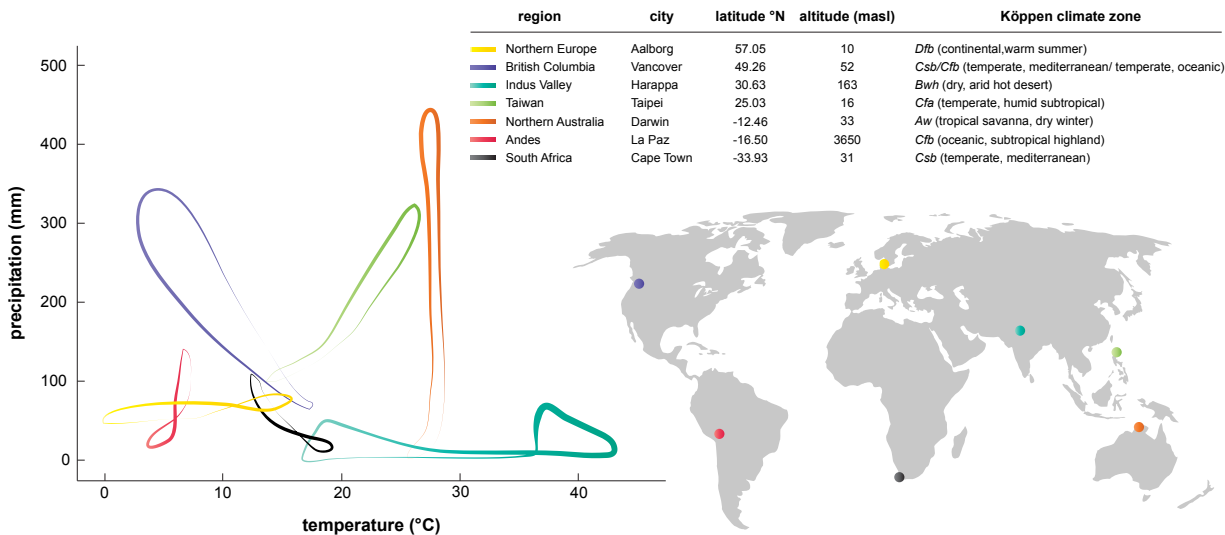 region city latitude °N altitude (masl) Köppen climate zone
Northern Europe Aalborg 57.05 10 Dfb (continental,warm summer)
British Columbia Vancover 49.26 52 Csb/Cfb (temperate, mediterranean/ temperate, oceanic)
Indus Valley Harappa 30.63 163 Bwh (dry, arid hot desert)
Taiwan Taipei 25.03 16 Cfa (temperate, humid subtropical)
Northern Australia Darwin -12.46 33 Aw (tropical savanna, dry winter)
Andes La Paz -16.50 3650 Cfb (oceanic, subtropical highland)
South Africa Cape Town -33.93 31 Csb (temperate, mediterranean)
precipitation (mm)
500
400
300
200
100
0
0 10 20 30 40
temperature (°C)